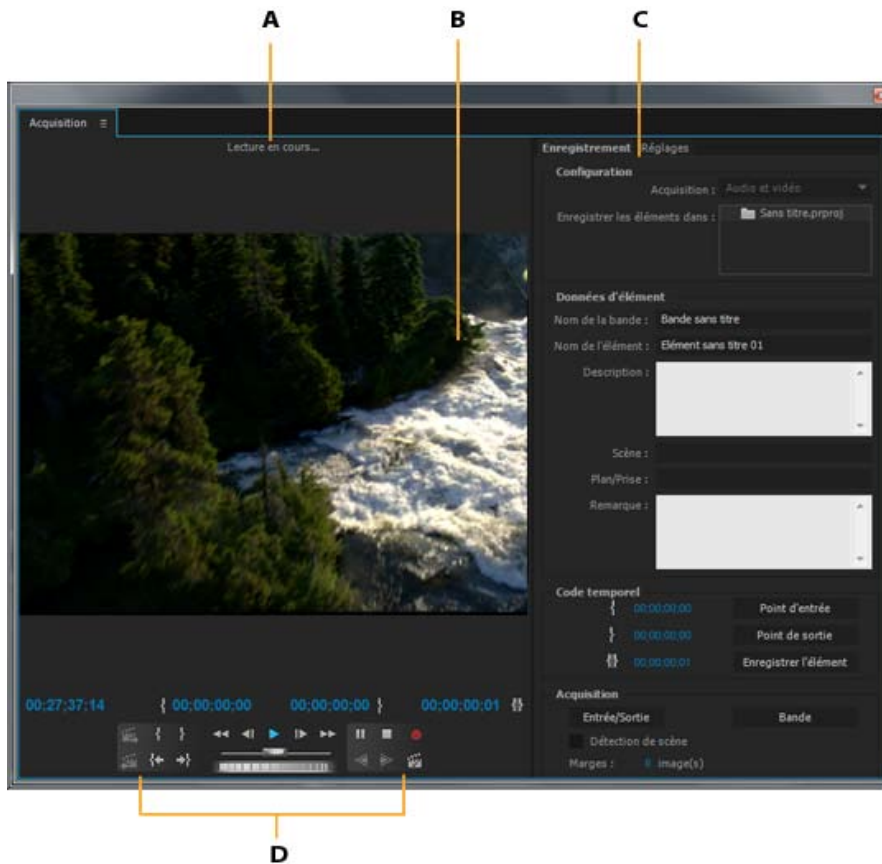 A B C
Acquisition
Lecture en cours...
Enregistrement Réglages
Configuration
Acquisition : Audio et vidéo
Enregistrer les éléments dans : Sans titre.prproj
Données d'élément
Nom de la bande : Bande sans titre
Nom de l'élément : Elément sans titre 01
Description :
Scène :
Plan/Prise :
Remarque :
Code temporel
{ 00;00;00;00 Point d'entrée
} 00;00;00;00 Point de sortie
{} 00;00;00;01 Enregistrer l'élément
00;27;37;14 { 00;00;00;00 00;00;00;00 } 00;00;00;01 {}
Acquisition
Entrée/Sortie Bande
Détection de scène
Marges : 8 image(s)
D